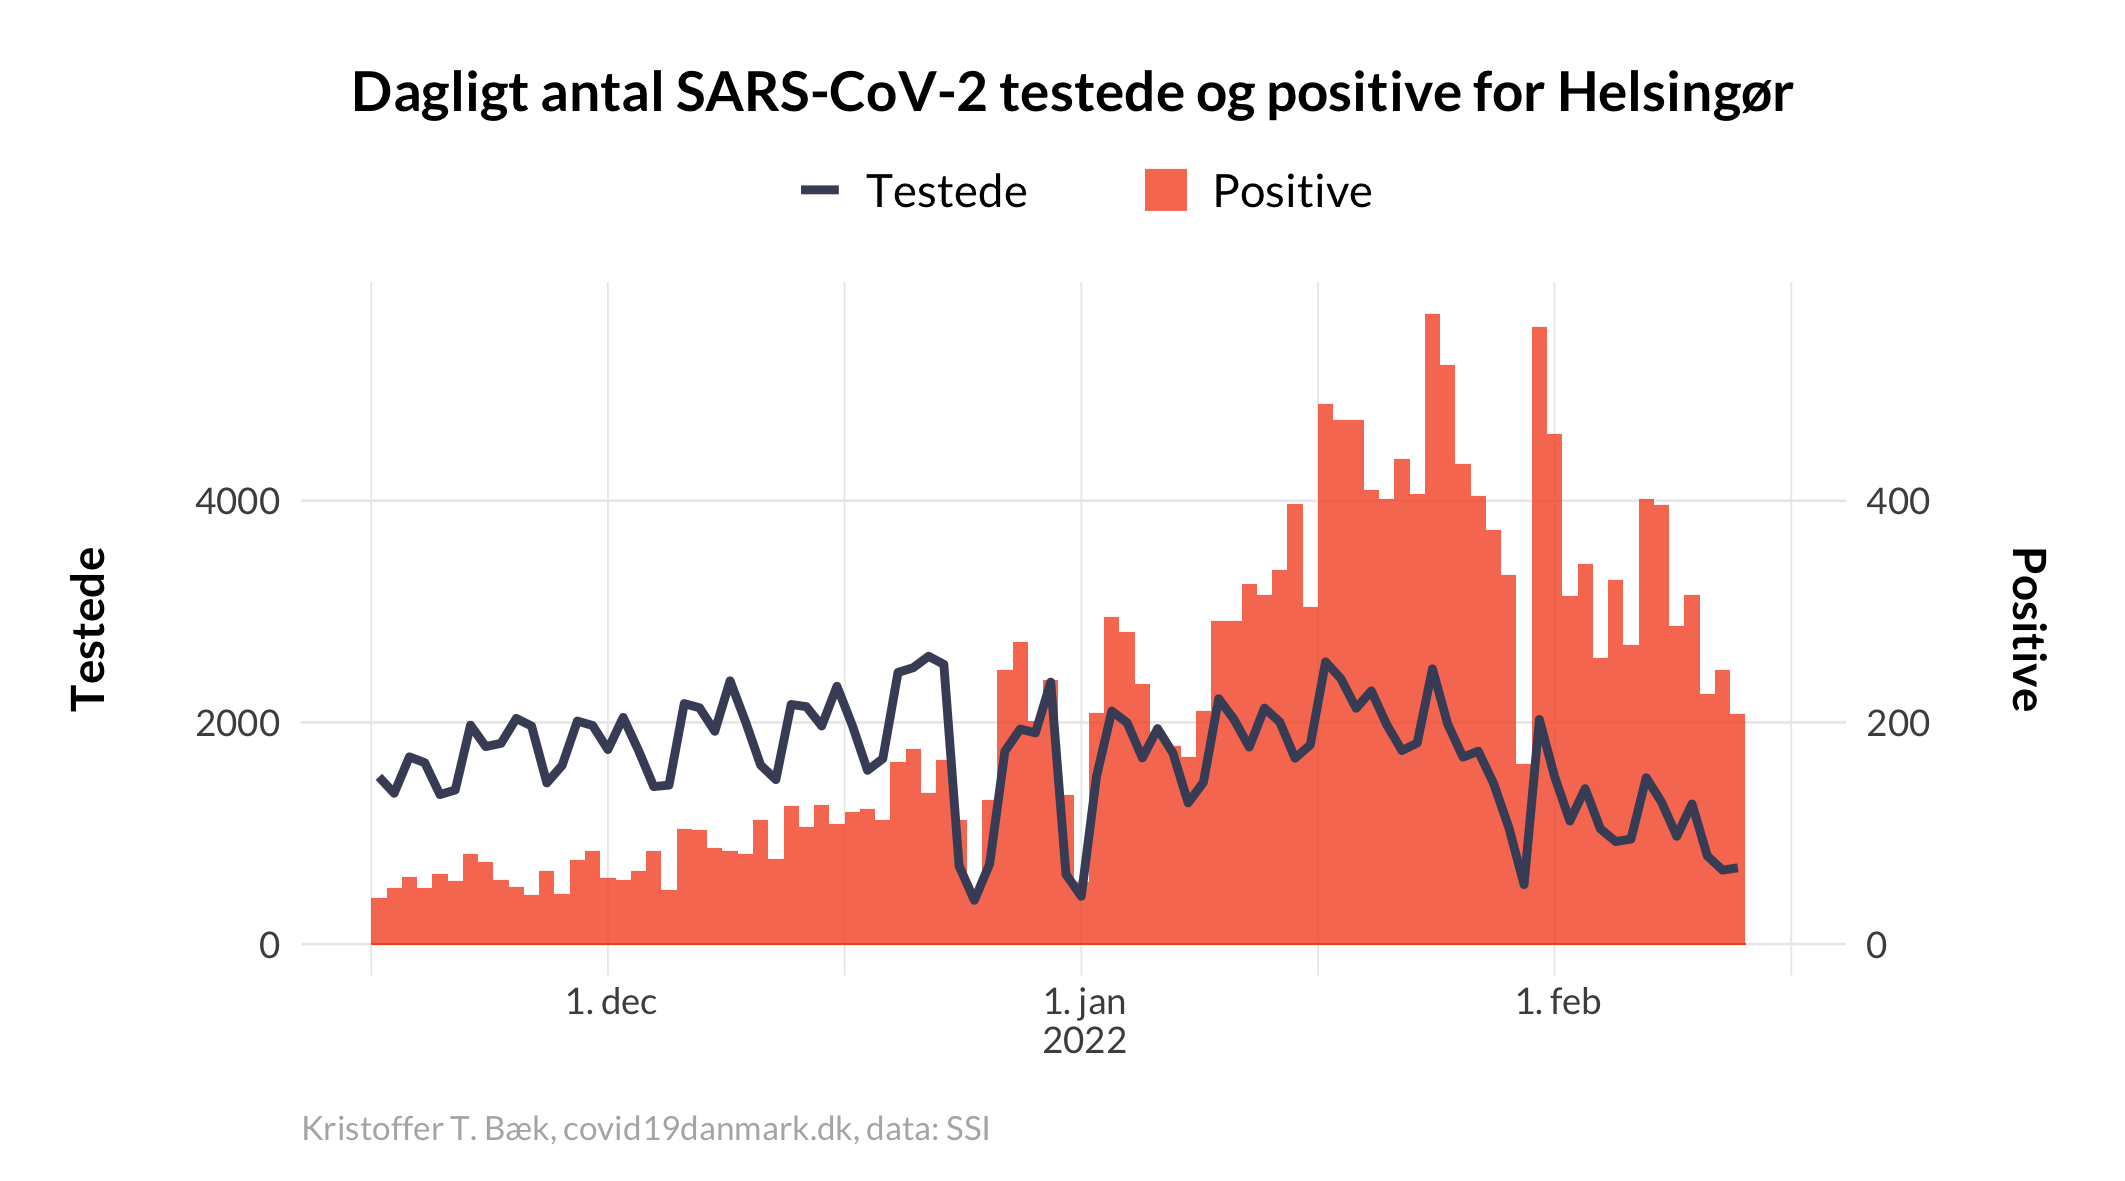 Dagligt antal SARS-CoV-2 testede og positive for Helsingør
Testede
Positive
4000
2000
0
Testede
400
200
0
Positive
1. dec
1. jan
2022
1. feb
Kristoffer T. Bæk, covid19danmark.dk, data: SSI